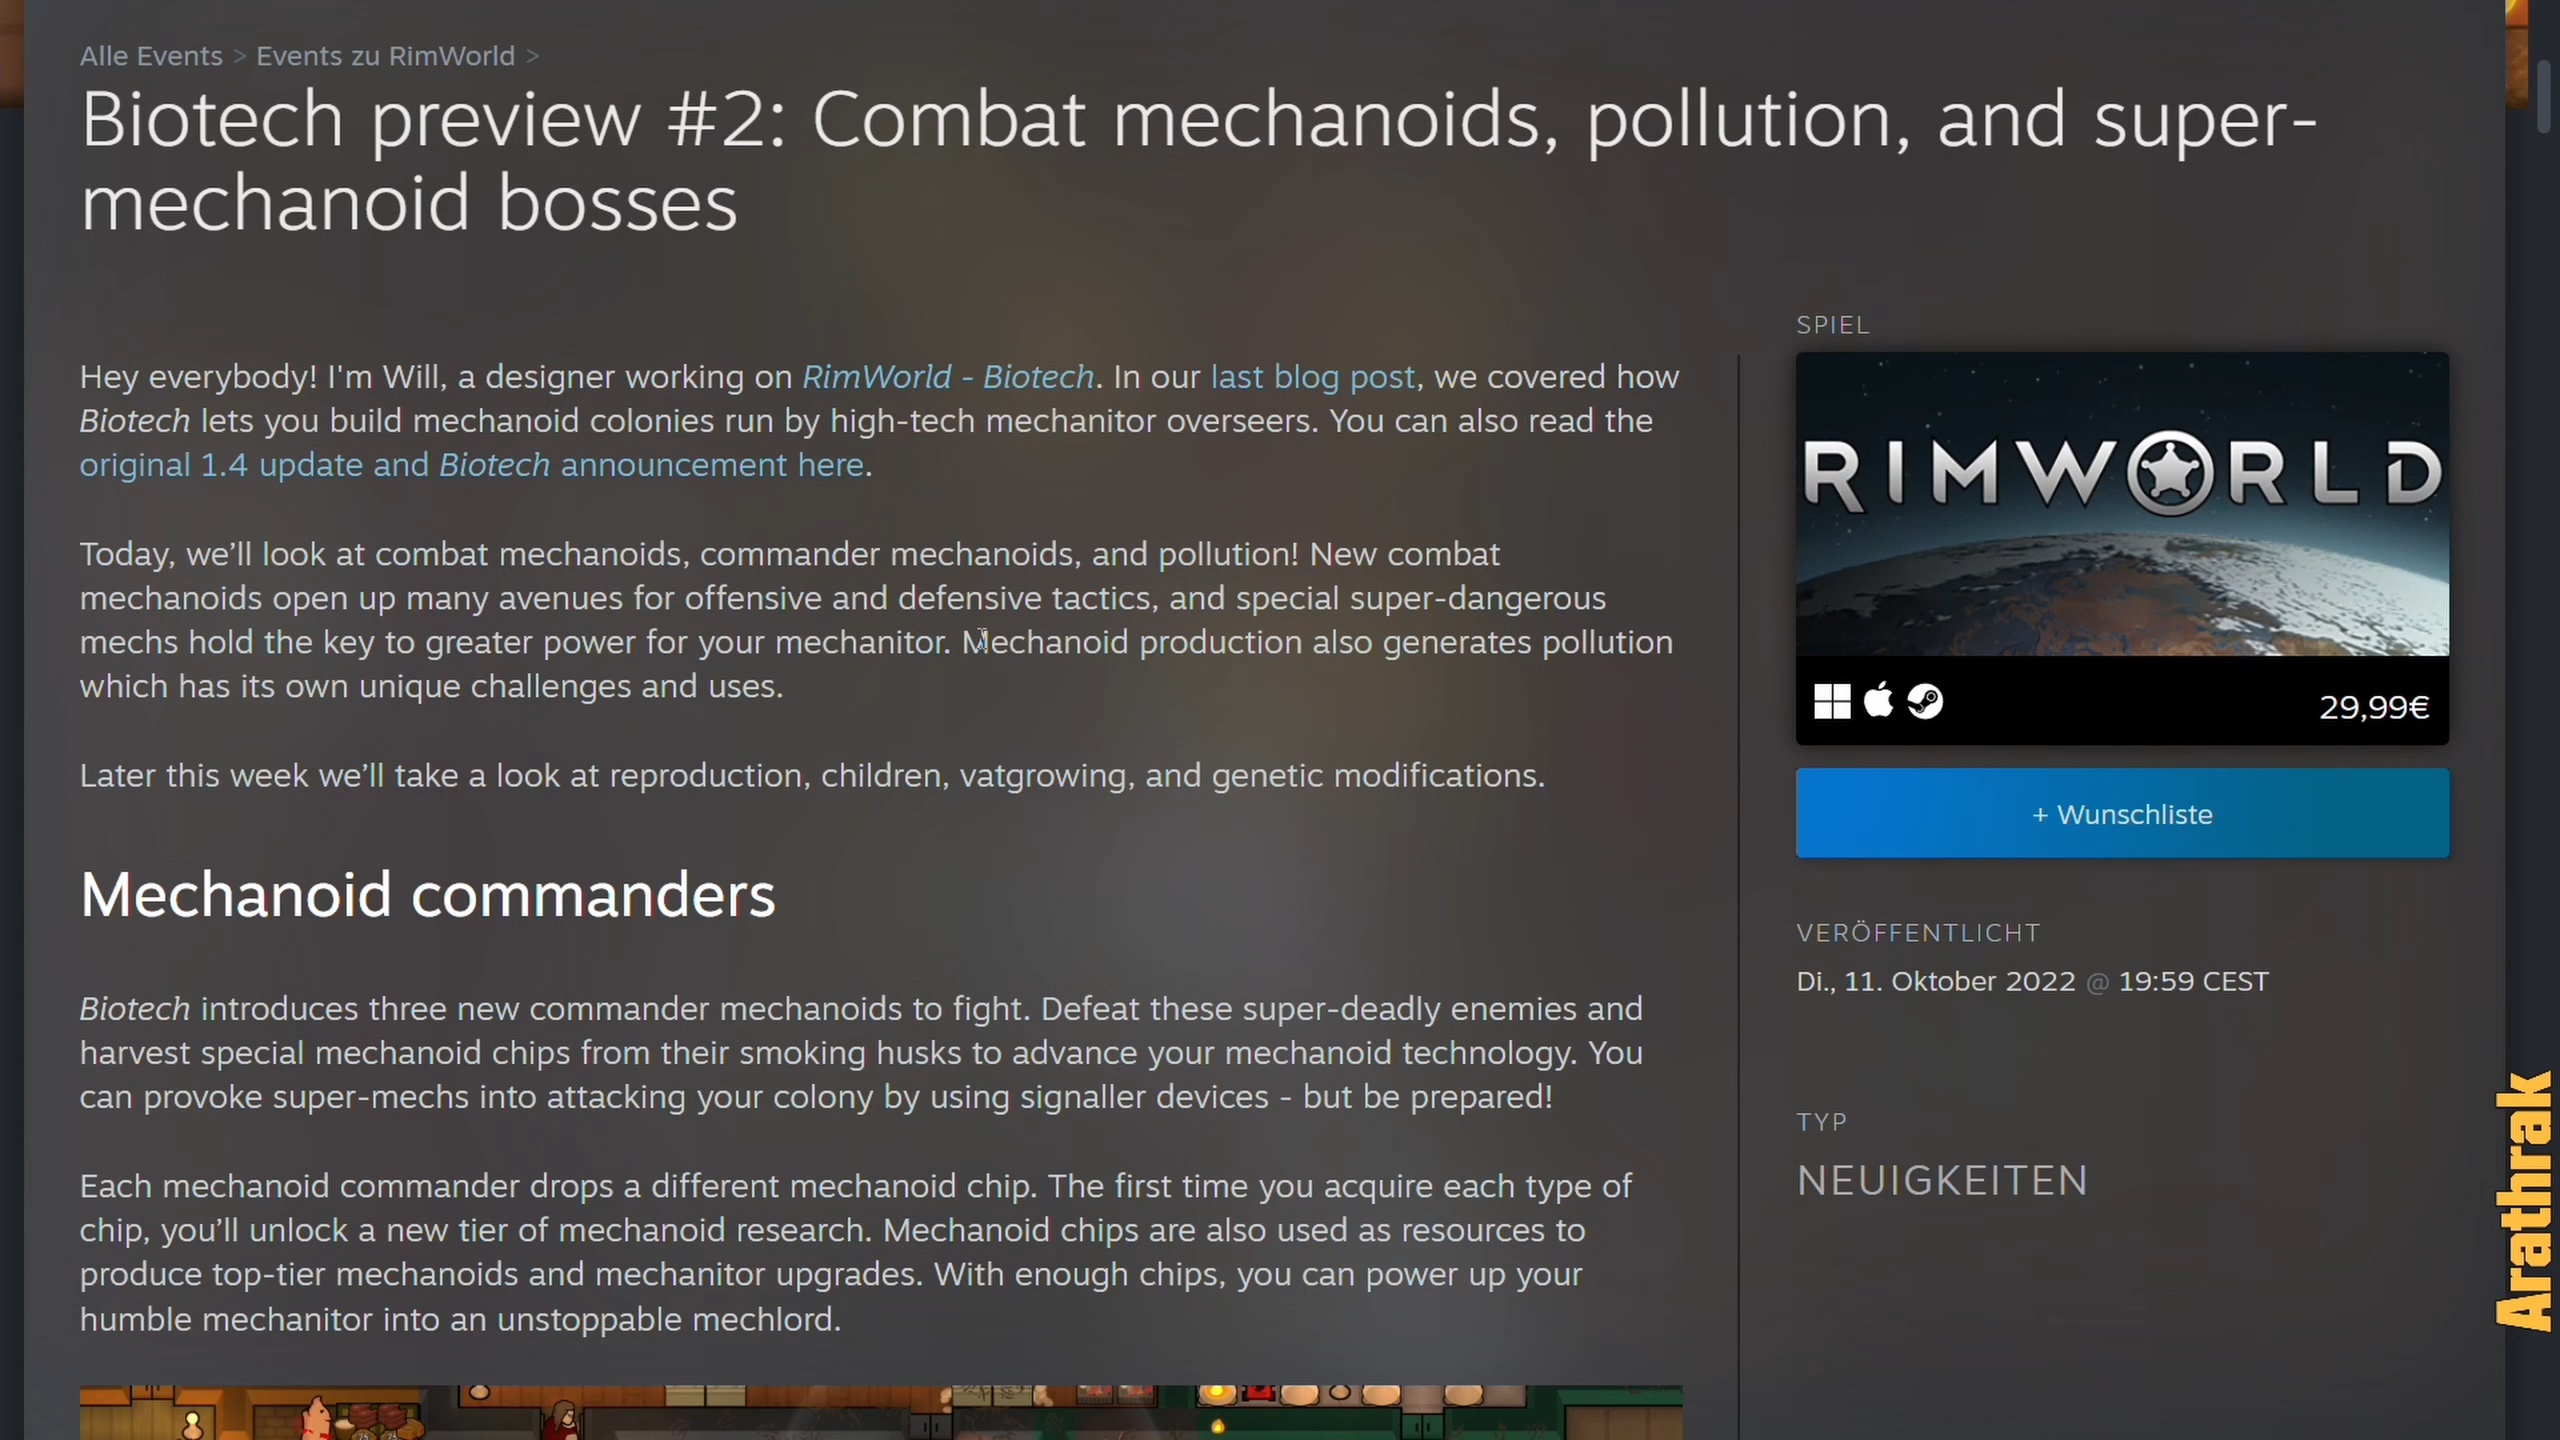 Alle Events > Events zu RimWorld >
Biotech preview #2: Combat mechanoids, pollution, and super-
mechanoid bosses
Hey everybody! I'm Will, a designer working on RimWorld - Biotech. In our last blog post, we covered how
Biotech lets you build mechanoid colonies run by high-tech mechanitor overseers. You can also read the
original 1.4 update and Biotech announcement here.
Today, we’ll look at combat mechanoids, commander mechanoids, and pollution! New combat
mechanoids open up many avenues for offensive and defensive tactics, and special super-dangerous
mechs hold the key to greater power for your mechanitor. Mechanoid production also generates pollution
which has its own unique challenges and uses.
Later this week we’ll take a look at reproduction, children, vatgrowing, and genetic modifications.
Mechanoid commanders
Biotech introduces three new commander mechanoids to fight. Defeat these super-deadly enemies and
harvest special mechanoid chips from their smoking husks to advance your mechanoid technology. You
can provoke super-mechs into attacking your colony by using signaller devices - but be prepared!
Each mechanoid commander drops a different mechanoid chip. The first time you acquire each type of
chip, you’ll unlock a new tier of mechanoid research. Mechanoid chips are also used as resources to
produce top-tier mechanoids and mechanitor upgrades. With enough chips, you can power up your
humble mechanitor into an unstoppable mechlord.
SPIEL
RIMWORLD
29,99€
+ Wunschliste
VERÖFFENTLICHT
Di., 11. Oktober 2022 @ 19:59 CEST
TYP
NEUIGKEITEN
Arathrak